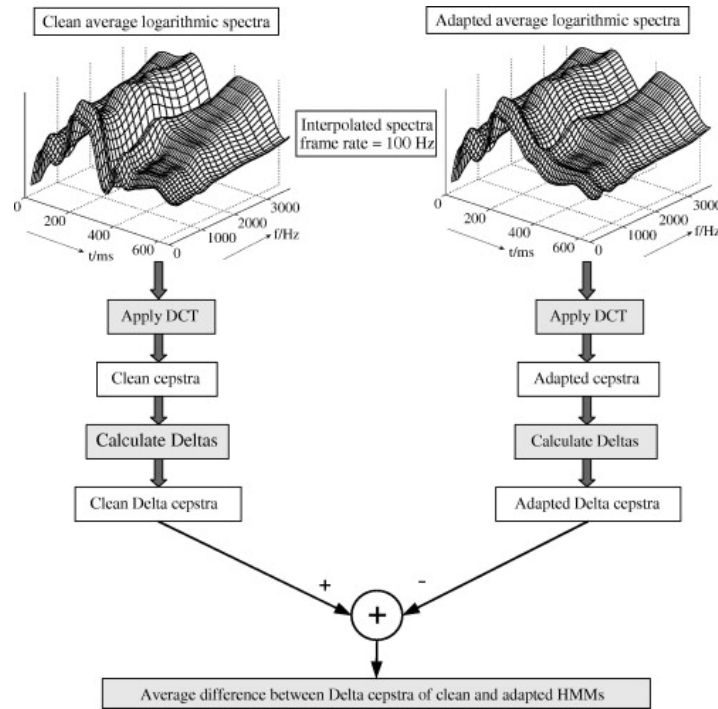 Clean average logarithmic spectra
Adapted average logarithmic spectra
Interpolated spectra
frame rate = 100 Hz
0
200
400
600
t/ms
0
1000
2000
3000
f/Hz
0
200
400
600
t/ms
0
1000
2000
3000
f/Hz
Apply DCT
Apply DCT
Clean cepstra
Adapted cepstra
Calculate Deltas
Calculate Deltas
Clean Delta cepstra
Adapted Delta cepstra
+
-
+
Average difference between Delta cepstra of clean and adapted HMMs